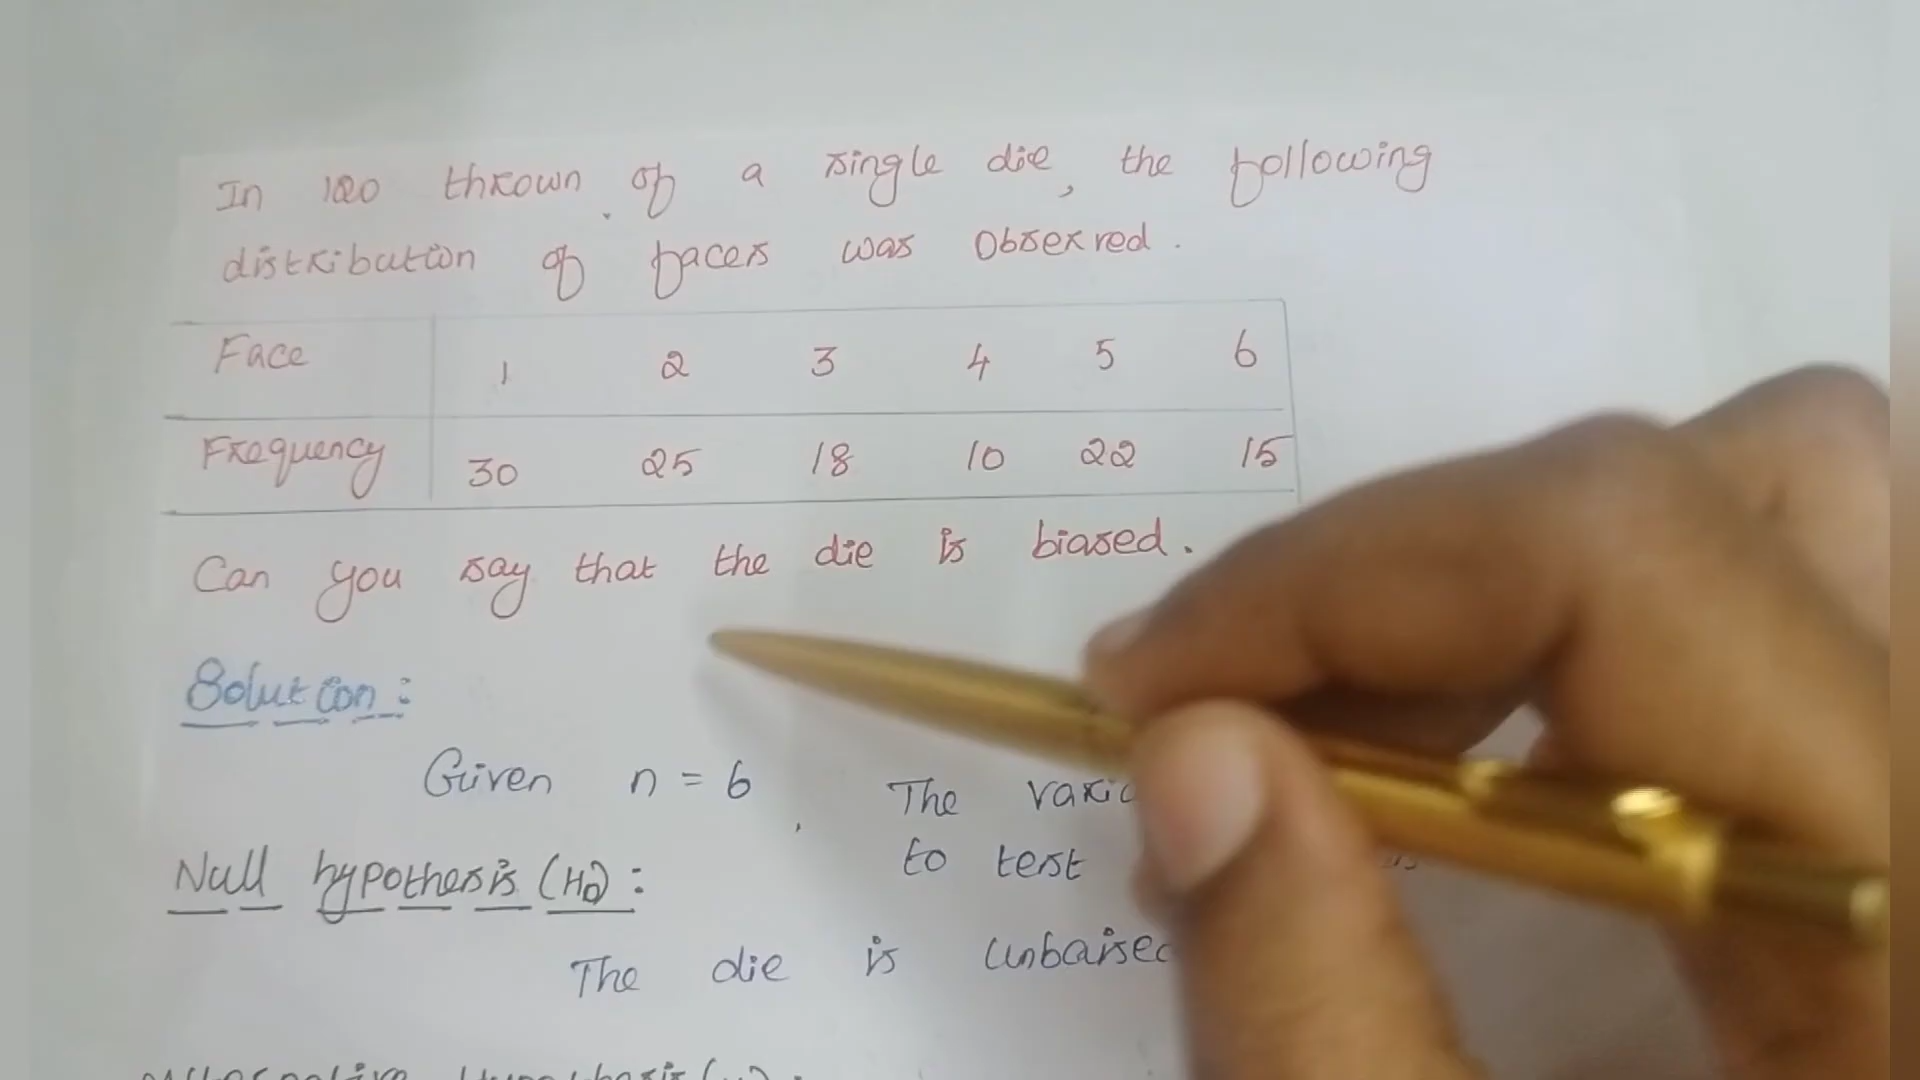 In 120 thrown of a single die, the following
distribution of faces was observed.
Face 1 2 3 4 5 6
Frequency 30 25 18 10 22 15
Can you say that the die is biased.
Solution:
Given n = 6, The
to test
Null hypothesis (H0):
The die is unbaised